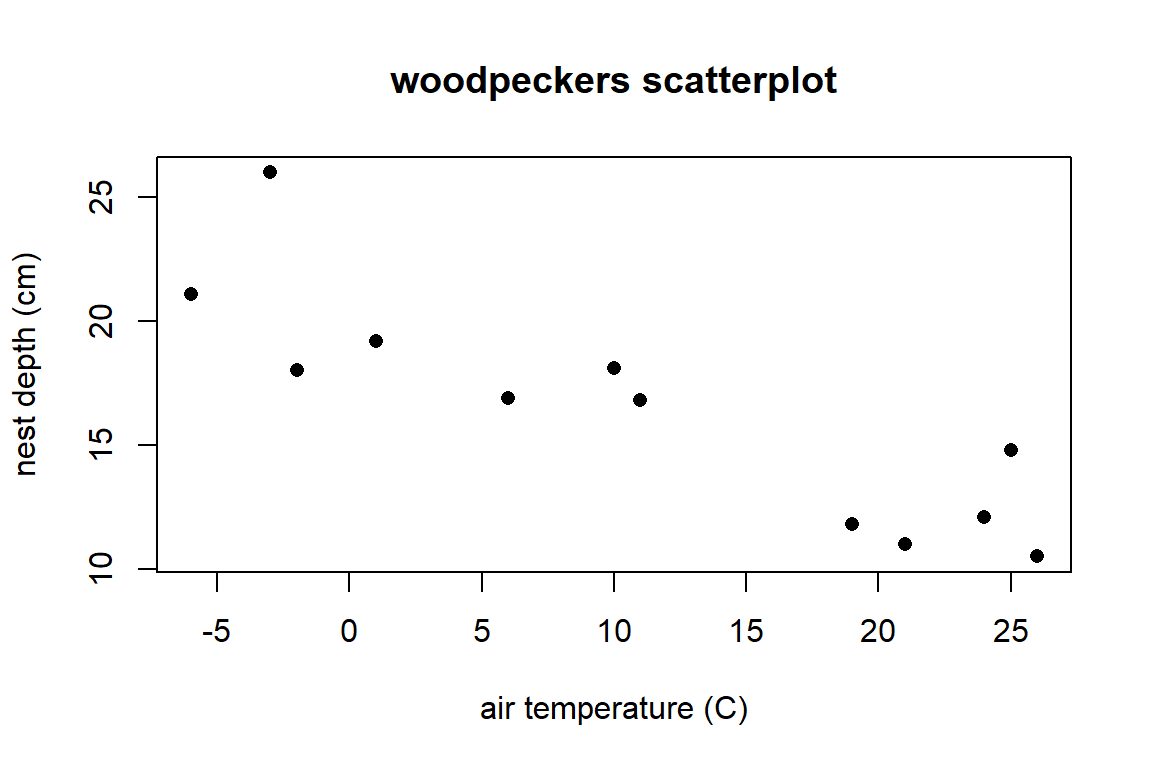 woodpeckers scatterplot
nest depth (cm)
25
20
15
10
-5 0 5 10 15 20 25
air temperature (C)